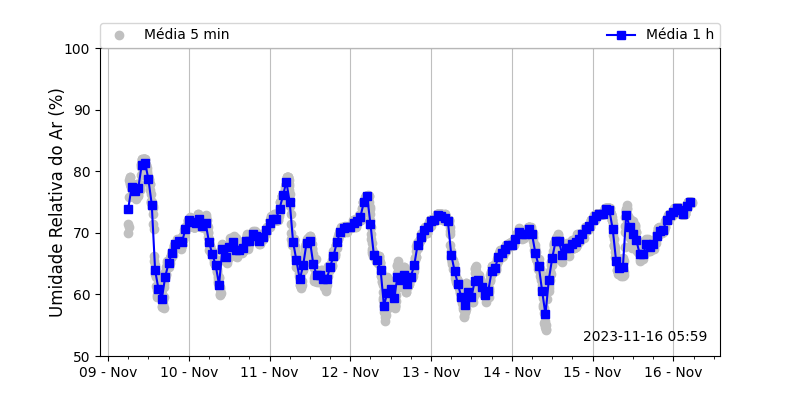 Média 5 min
Média 1 h
Umidade Relativa do Ar (%)
100
90
80
70
60
50
2023-11-16 05:59
09 - Nov
10 - Nov
11 - Nov
12 - Nov
13 - Nov
14 - Nov
15 - Nov
16 - Nov